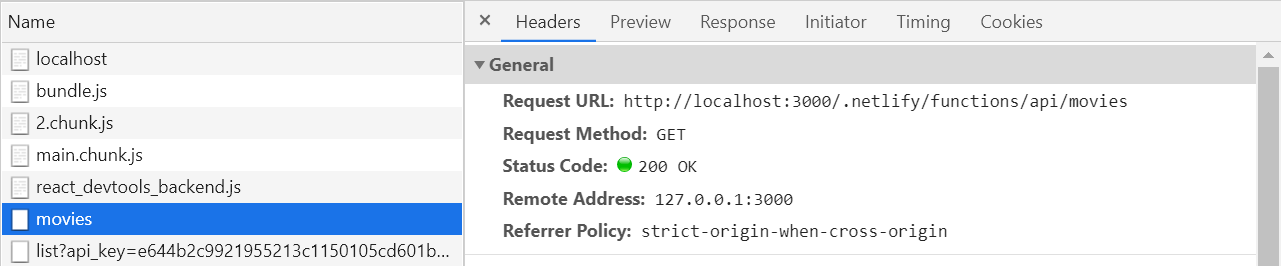 Name
localhost
bundle.js
2.chunk.js
main.chunk.js
react_devtools_backend.js
movies
list?api_key=e644b2c9921955213c1150105cd601b...
× Headers Preview Response Initiator Timing Cookies
▼ General
Request URL: http://localhost:3000/.netlify/functions/api/movies
Request Method: GET
Status Code: 200 OK
Remote Address: 127.0.0.1:3000
Referrer Policy: strict-origin-when-cross-origin